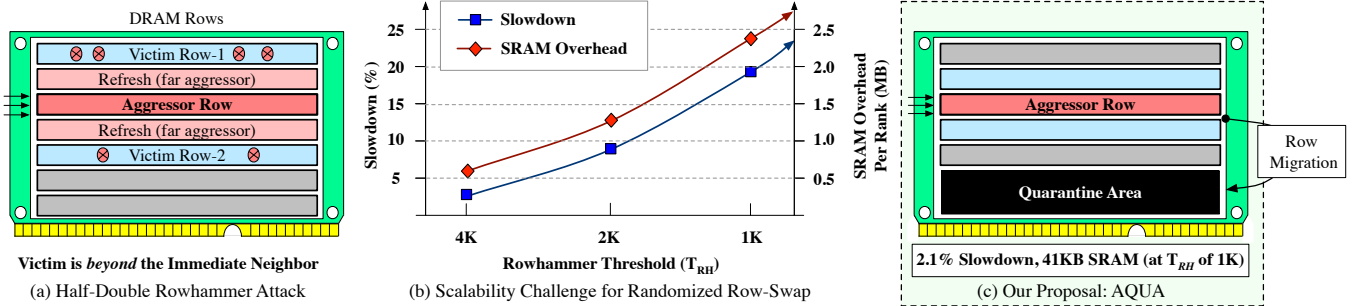 DRAM Rows
Victim Row-1
Refresh (far aggressor)
Aggressor Row
Refresh (far aggressor)
Victim Row-2
Victim is beyond the Immediate Neighbor
(a) Half-Double Rowhammer Attack
Slowdown
SRAM Overhead
Slowdown (%)
25
20
15
10
5
2.5
2.0
1.5
1.0
0.5
SRAM Overhead
Per Rank (MB)
4K
2K
1K
Rowhammer Threshold (T_RH)
(b) Scalability Challenge for Randomized Row-Swap
Aggressor Row
Row
Migration
Quarantine Area
2.1% Slowdown, 41KB SRAM (at T_RH of 1K)
(c) Our Proposal: AQUA